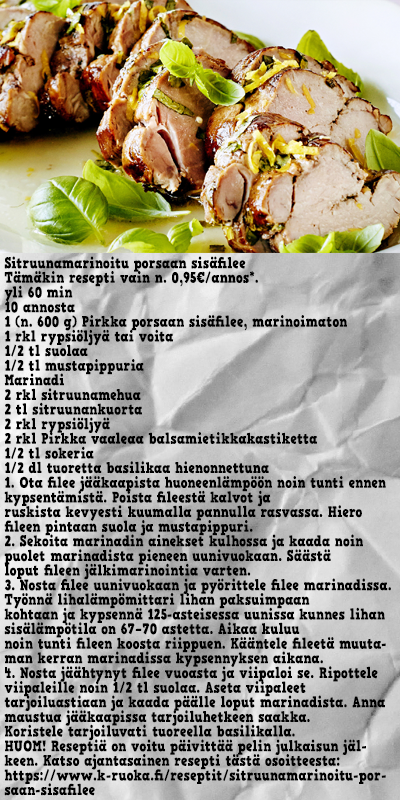 Sitruunamarinoitu porsaan sisäfilee
Tämäkin resepti vain n. 0,95€/annos*.
yli 60 min
10 annosta
1 (n. 600 g) Pirkka porsaan sisäfilee, marinoimaton
1 rkl rypsiöljyä tai voita
1/2 tl suolaa
1/2 tl mustapippuria
Marinadi
2 rkl sitruunamehua
2 tl sitruunankuorta
2 rkl rypsiöljyä
2 rkl Pirkka vaaleaa balsamietikkakastiketta
1/2 tl sokeria
1/2 dl tuoretta basilikaa hienonnettuna
1. Ota filee jääkaapista huoneenlämpöön noin tunti ennen
kypsentämistä. Poista fileestä kalvot ja
ruskista kevyesti kuumalla pannulla rasvassa. Hiero
fileen pintaan suola ja mustapippuri.
2. Sekoita marinadin ainekset kulhossa ja kaada noin
puolet marinadista pieneen uunivuokaan. Säästä
loput fileen jälkimarinointia varten.
3. Nosta filee uunivuokaan ja pyörittele filee marinadissa.
Työnnä lihalämpömittari lihan paksuimpaan
kohtaan ja kypsennä 125-asteisessa uunissa kunnes lihan
sisälämpötila on 67–70 astetta. Aikaa kuluu
noin tunti fileen koosta riippuen. Kääntele fileetä muuta-
man kerran marinadissa kypsennyksen aikana.
4. Nosta jäähtynyt filee vuoasta ja viipaloi se. Ripottele
viipaleille noin 1/2 tl suolaa. Aseta viipaleet
tarjoiluastiaan ja kaada päälle loput marinadista. Anna
maustua jääkaapissa tarjoiluhetkeen saakka.
Koristele tarjoiluvati tuoreella basilikalla.
HUOM! Reseptiä on voitu päivittää pelin julkaisun jäl-
keen. Katso ajantasainen resepti tästä osoitteesta:
https://www.k-ruoka.fi/reseptit/sitruunamarinoitu-por-
saan-sisafilee